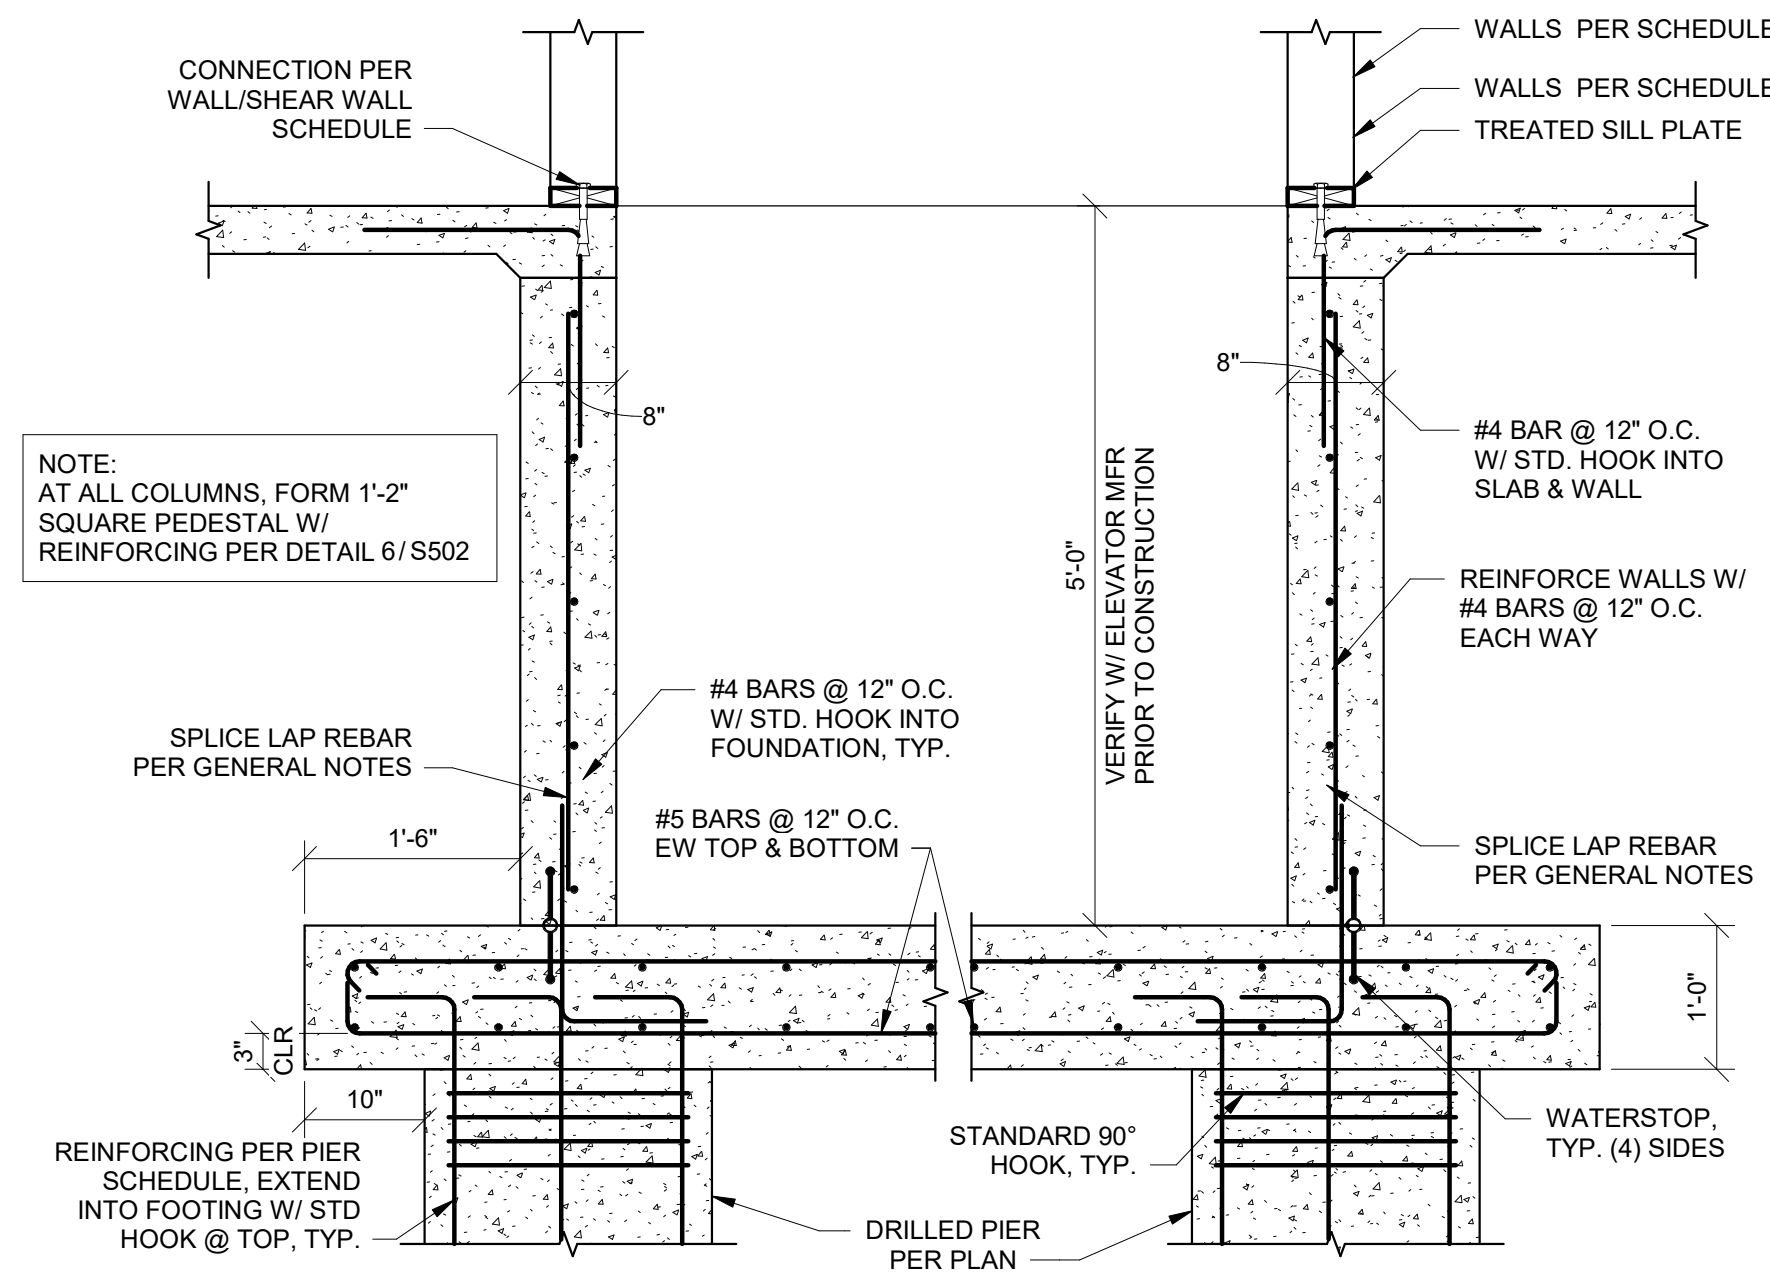 CONNECTION PER
WALL/SHEAR WALL
SCHEDULE
WALLS PER SCHEDULE
WALLS PER SCHEDULE
TREATED SILL PLATE
8"
8"
NOTE:
AT ALL COLUMNS, FORM 1'-2"
SQUARE PEDESTAL W/
REINFORCING PER DETAIL 6/S502
#4 BAR @ 12" O.C.
W/ STD. HOOK INTO
SLAB & WALL
5'-0"
VERIFY W/ ELEVATOR MFR
PRIOR TO CONSTRUCTION
REINFORCE WALLS W/
#4 BARS @ 12" O.C.
EACH WAY
#4 BARS @ 12" O.C.
W/ STD. HOOK INTO
FOUNDATION, TYP.
SPLICE LAP REBAR
PER GENERAL NOTES
#5 BARS @ 12" O.C.
EW TOP & BOTTOM
1'-6"
SPLICE LAP REBAR
PER GENERAL NOTES
3"
CLR
1'-0"
10"
REINFORCING PER PIER
SCHEDULE, EXTEND
INTO FOOTING W/ STD
HOOK @ TOP, TYP.
STANDARD 90°
HOOK, TYP.
WATERSTOP,
TYP. (4) SIDES
DRILLED PIER
PER PLAN